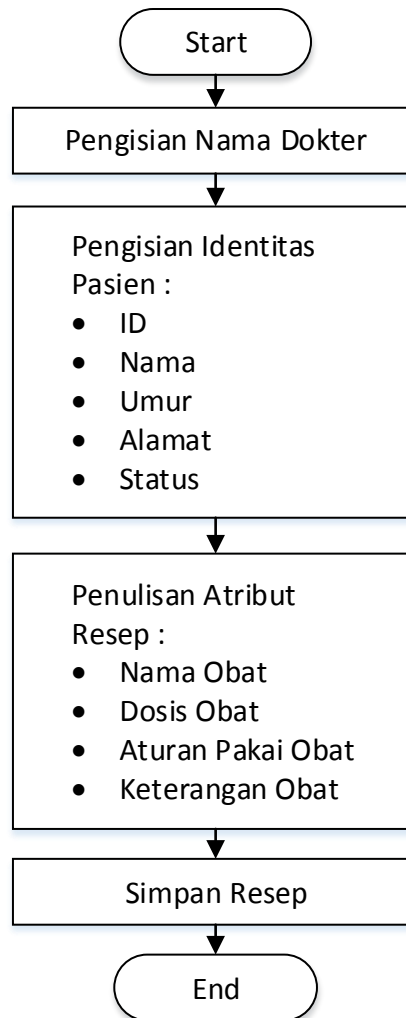 Start
Pengisian Nama Dokter
Pengisian Identitas
Pasien :
• ID
• Nama
• Umur
• Alamat
• Status
Penulisan Atribut
Resep :
• Nama Obat
• Dosis Obat
• Aturan Pakai Obat
• Keterangan Obat
Simpan Resep
End